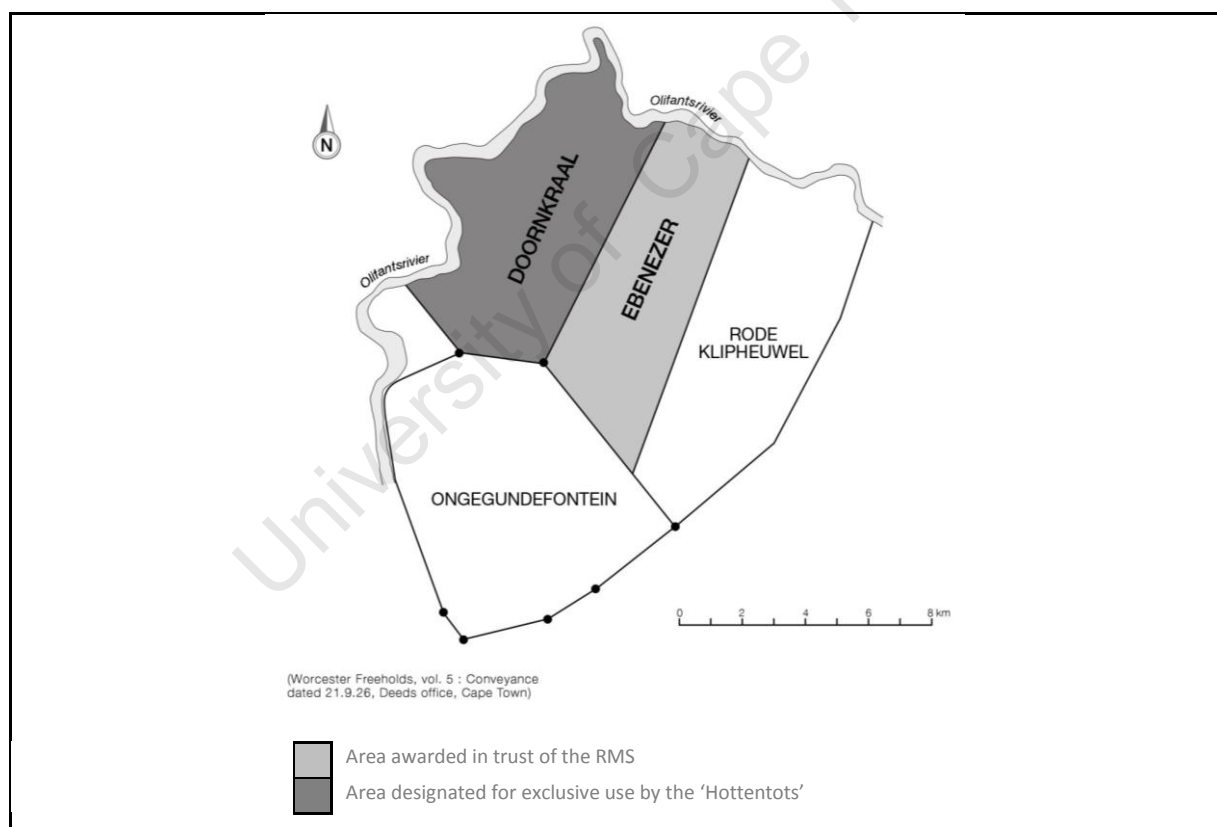 Olifantsrivier
N
DOORNKRAAL
EBENEZER
Olifantsrivier
RODE
KLIPHEUWEL
ONGEGUNDEFONTEIN
0 2 4 6 8 km
(Worcester Freeholds, vol. 5 : Conveyance
dated 21.9.26, Deeds office, Cape Town)
Area awarded in trust of the RMS
Area designated for exclusive use by the ‘Hottentots’
University of Cape